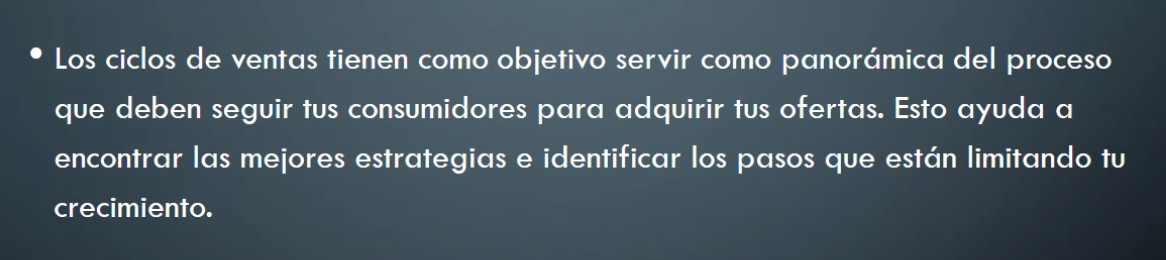 • Los ciclos de ventas tienen como objetivo servir como panorámica del proceso
que deben seguir tus consumidores para adquirir tus ofertas. Esto ayuda a
encontrar las mejores estrategias e identificar los pasos que están limitando tu
crecimiento.